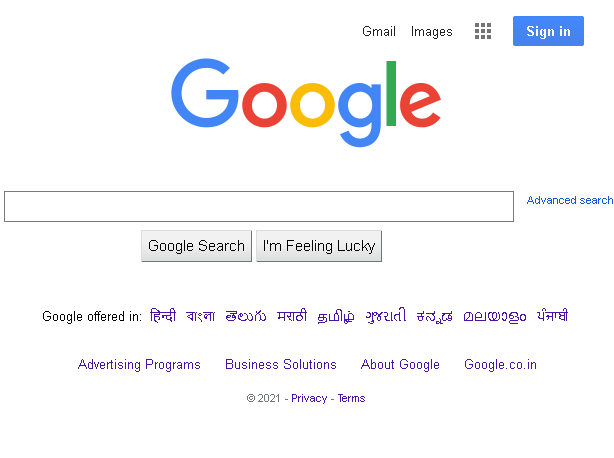 Gmail Images Sign in
Google
Advanced search
Google Search I'm Feeling Lucky
Google offered in: हिन्दी বাংলা తెలుగు मराठी தமிழ் ગુજરાતી ಕನ್ನಡ മലയാളം ਪੰਜਾਬੀ
Advertising Programs Business Solutions About Google Google.co.in
© 2021 - Privacy - Terms